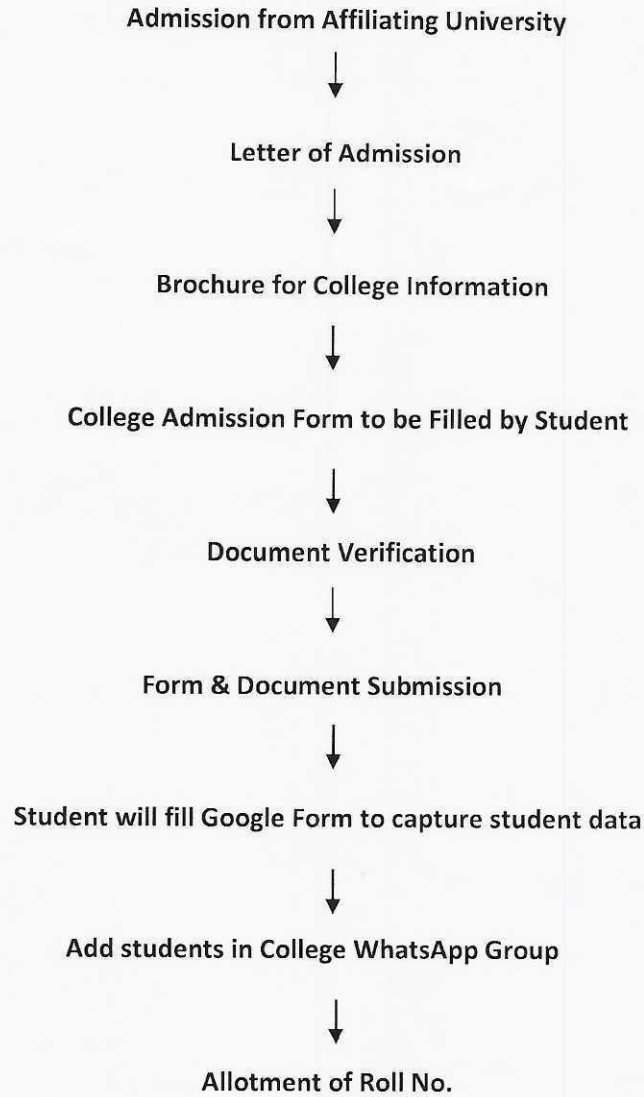 Admission from Affiliating University
Letter of Admission
Brochure for College Information
College Admission Form to be Filled by Student
Document Verification
Form & Document Submission
Student will fill Google Form to capture student data
Add students in College WhatsApp Group
Allotment of Roll No.